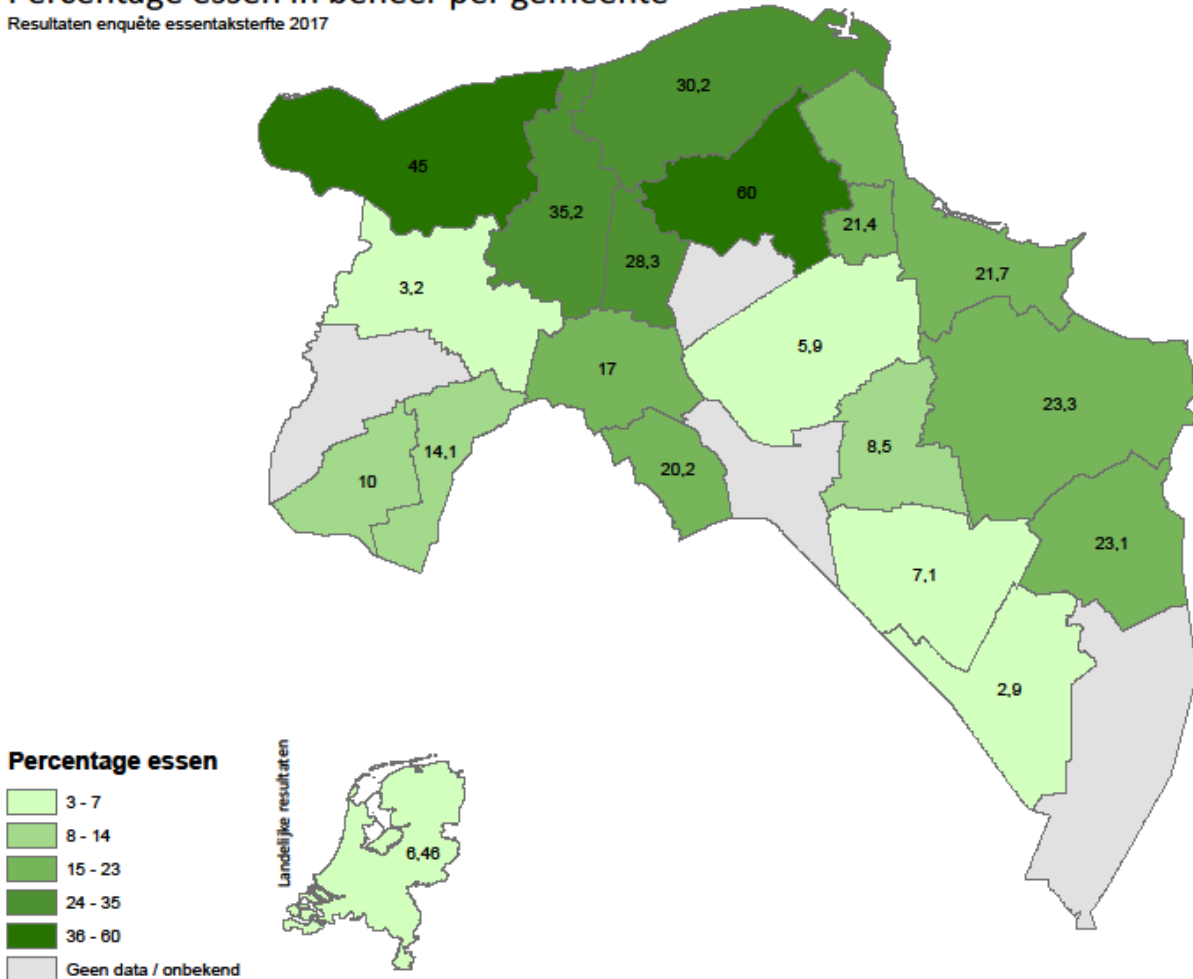 Percentage essen in beheer per gemeente
Resultaten enquête essentaksterfte 2017
30,2
45
60
35,2
21,4
28,3
21,7
3,2
5,9
17
23,3
14,1
8,5
20,2
10
23,1
7,1
2,9
Percentage essen
3 - 7
8 - 14
15 - 23
24 - 35
36 - 60
Geen data / onbekend
Landelijke resultaten
6,46